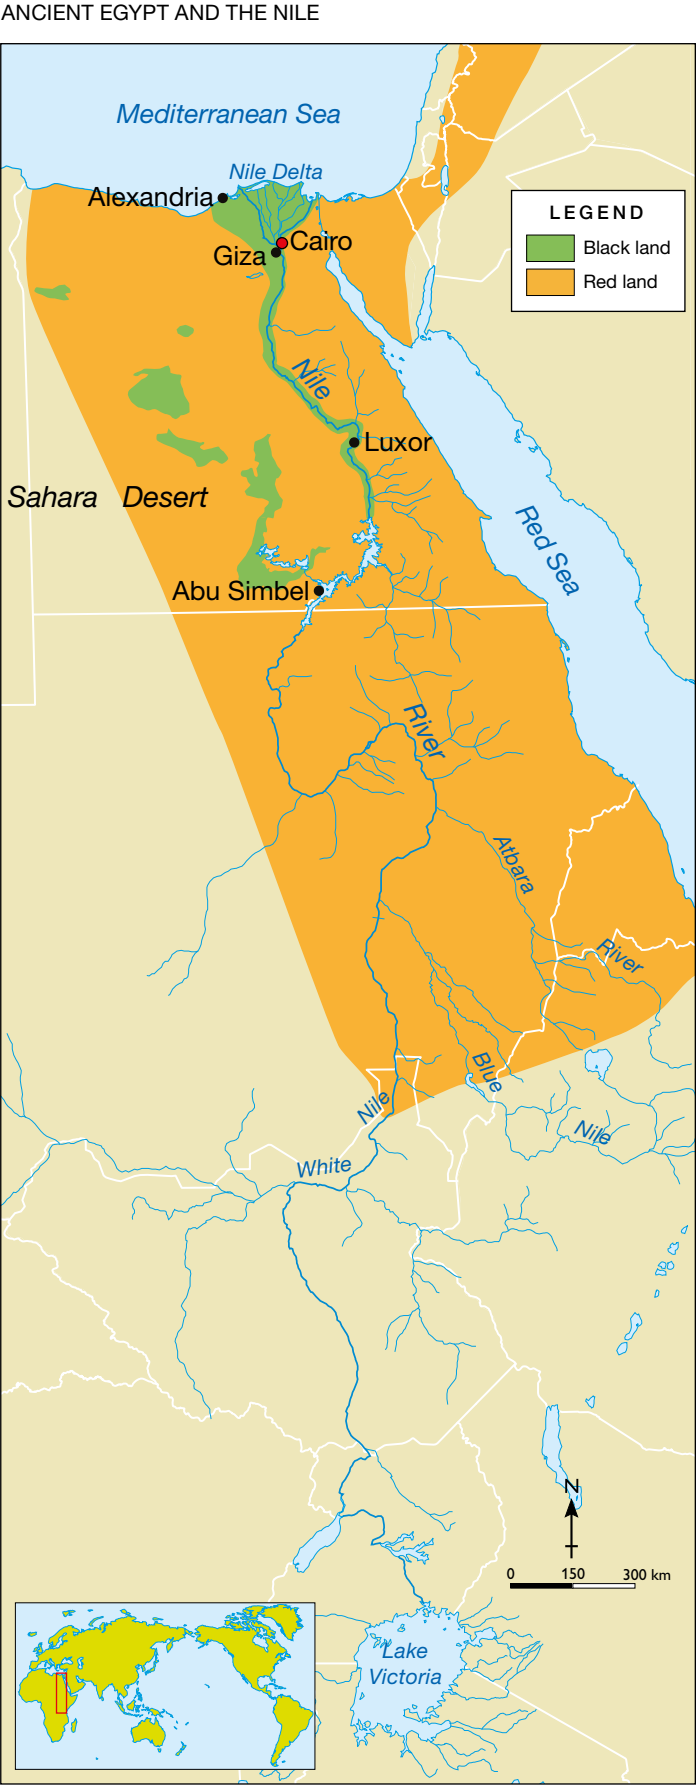 ANCIENT EGYPT AND THE NILE
Mediterranean Sea
Nile Delta
Alexandria
LEGEND
Black land
Red land
Cairo
Giza
Nile
Luxor
Sahara Desert
Red Sea
Abu Simbel
River
Atbara
River
Blue
Nile
Nile
White
N
0 150 300 km
Lake
Victoria